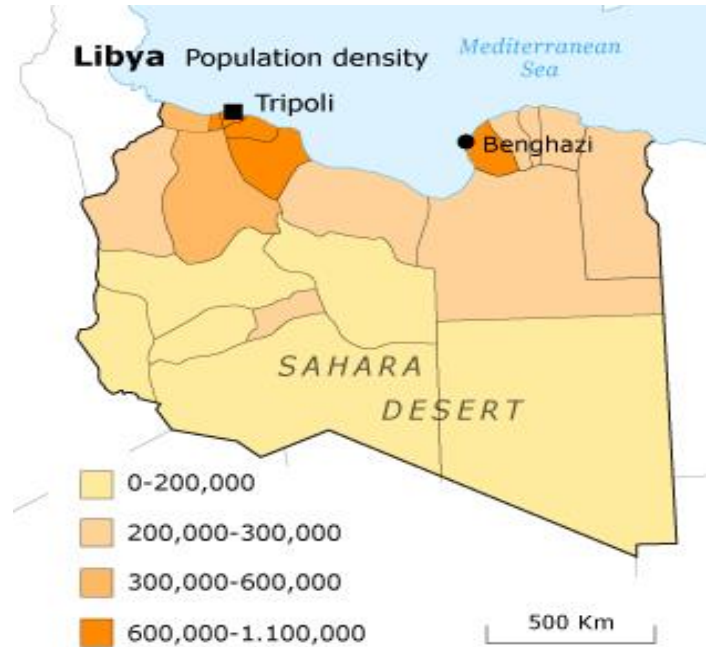 Libya Population density
Mediterranean
Sea
Tripoli
Benghazi
SAHARA
DESERT
0-200,000
200,000-300,000
300,000-600,000
600,000-1.100,000
500 Km